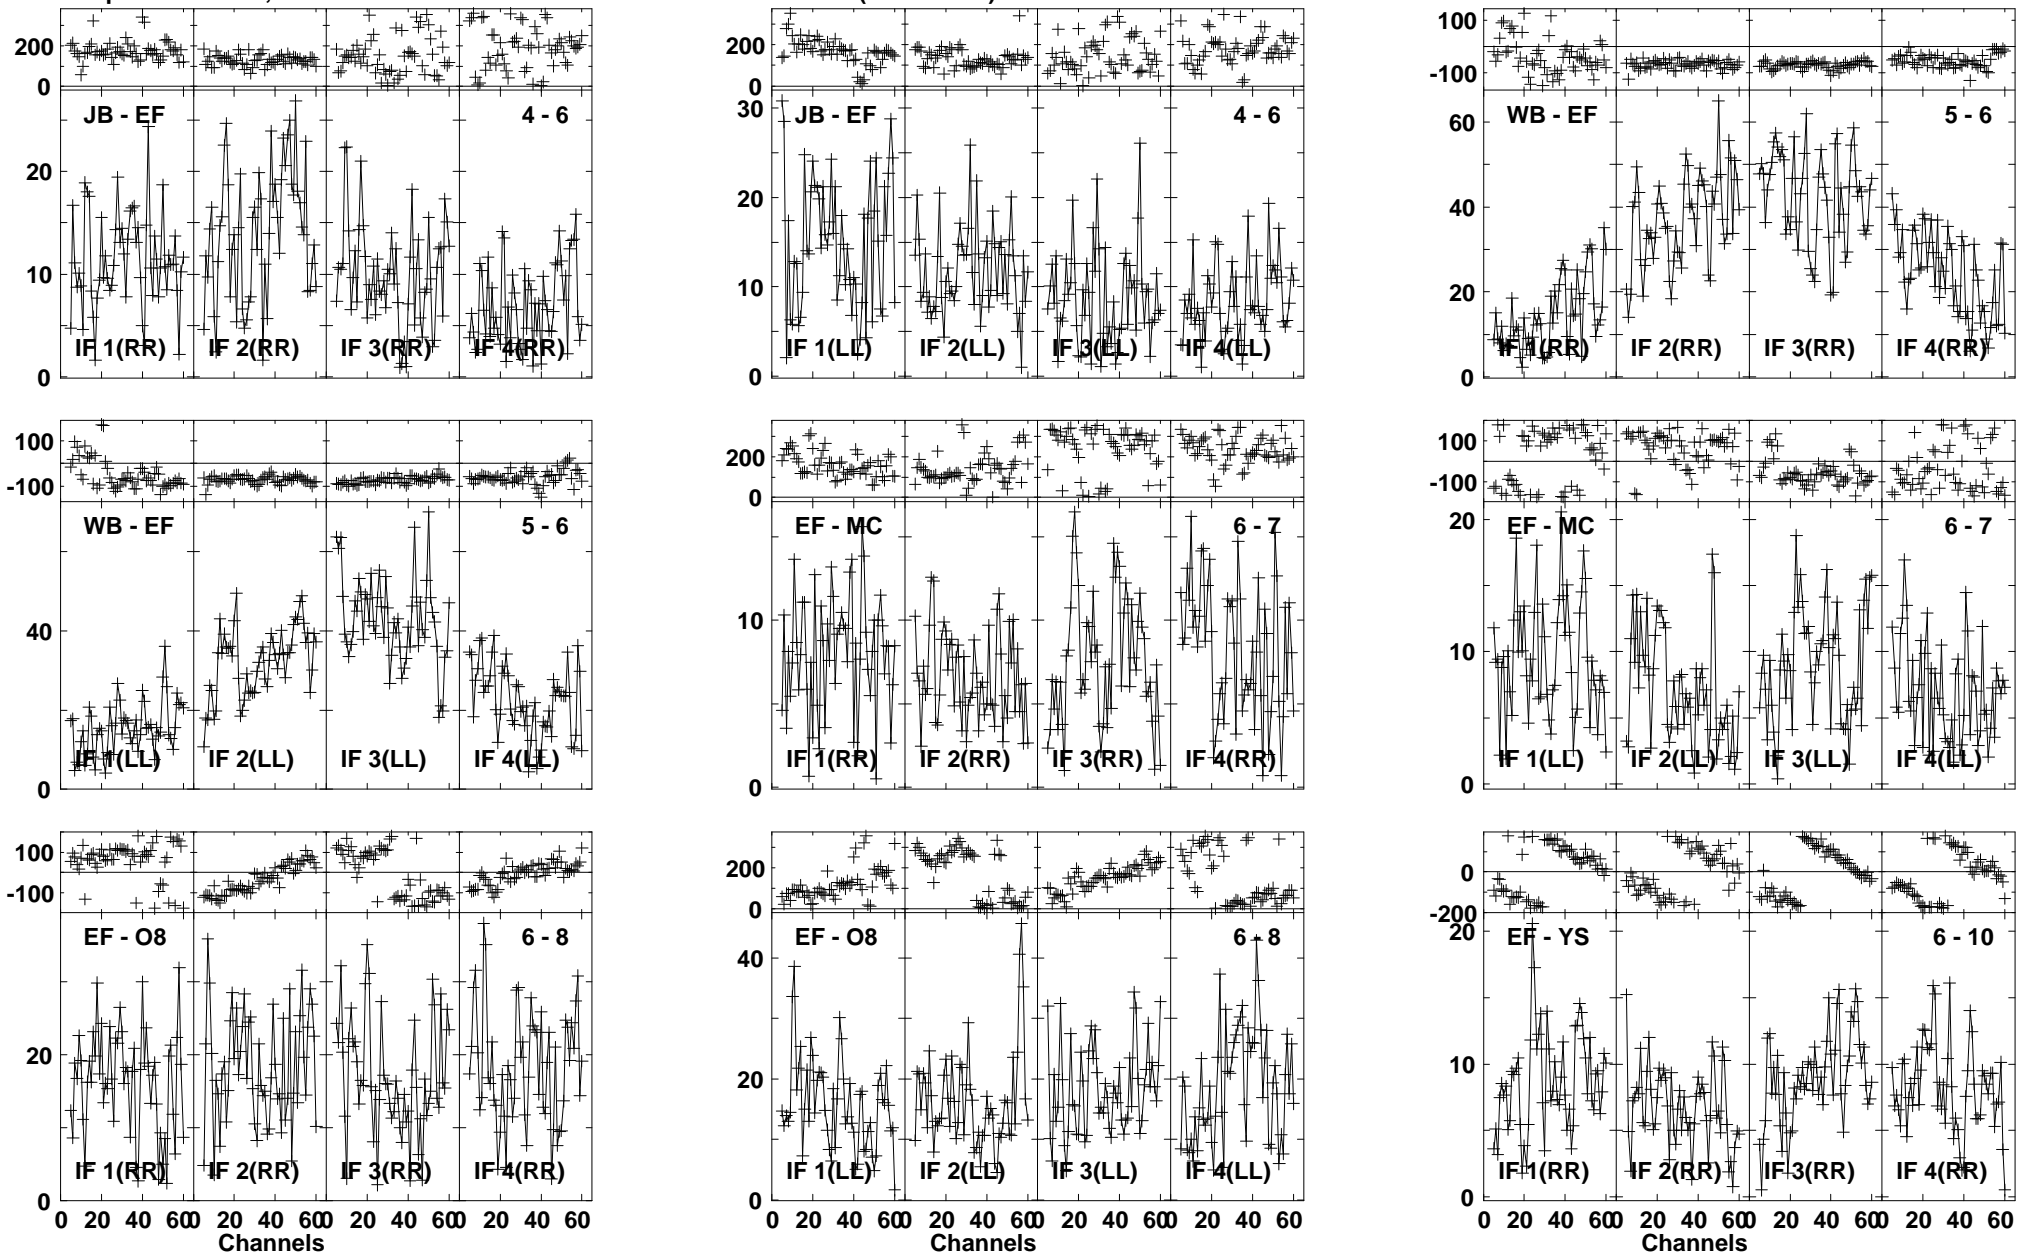 200
0
JB - EF 4 - 6
20
10
0
IF 1(RR) IF 2(RR) IF 3(RR) IF 4(RR)
200
0
JB - EF 4 - 6
30
20
10
0
IF 1(LL) IF 2(LL) IF 3(LL) IF 4(LL)
100
-100
WB - EF 5 - 6
60
40
20
0
IF 1(RR) IF 2(RR) IF 3(RR) IF 4(RR)
100
-100
WB - EF 5 - 6
40
0
IF 1(LL) IF 2(LL) IF 3(LL) IF 4(LL)
200
0
EF - MC 6 - 7
10
0
IF 1(RR) IF 2(RR) IF 3(RR) IF 4(RR)
100
-100
EF - MC 6 - 7
20
10
0
IF 1(LL) IF 2(LL) IF 3(LL) IF 4(LL)
100
-100
EF - O8 6 - 8
20
0
IF 1(RR) IF 2(RR) IF 3(RR) IF 4(RR)
0 20 40 60 0 20 40 60 0 20 40 60 0 20 40 60
Channels
200
0
EF - O8 6 - 8
40
20
0
IF 1(LL) IF 2(LL) IF 3(LL) IF 4(LL)
0 20 40 60 0 20 40 60 0 20 40 60 0 20 40 60
Channels
0
-200
EF - YS 6 - 10
20
10
0
IF 1(RR) IF 2(RR) IF 3(RR) IF 4(RR)
0 20 40 60 0 20 40 60 0 20 40 60 0 20 40 60
Channels